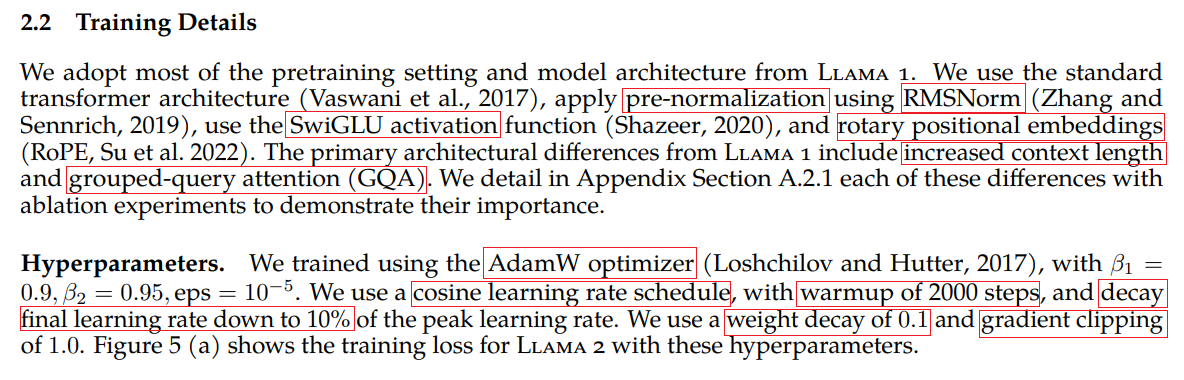 2.2 Training Details
We adopt most of the pretraining setting and model architecture from LLAMA 1. We use the standard
transformer architecture (Vaswani et al., 2017), apply pre-normalization using RMSNorm (Zhang and
Sennrich, 2019), use the SwiGLU activation function (Shazeer, 2020), and rotary positional embeddings
(RoPE, Su et al. 2022). The primary architectural differences from LLAMA 1 include increased context length
and grouped-query attention (GQA). We detail in Appendix Section A.2.1 each of these differences with
ablation experiments to demonstrate their importance.
Hyperparameters. We trained using the AdamW optimizer (Loshchilov and Hutter, 2017), with β₁ =
0.9, β₂ = 0.95, eps = 10⁻⁵. We use a cosine learning rate schedule, with warmup of 2000 steps, and decay
final learning rate down to 10% of the peak learning rate. We use a weight decay of 0.1 and gradient clipping
of 1.0. Figure 5 (a) shows the training loss for LLAMA 2 with these hyperparameters.